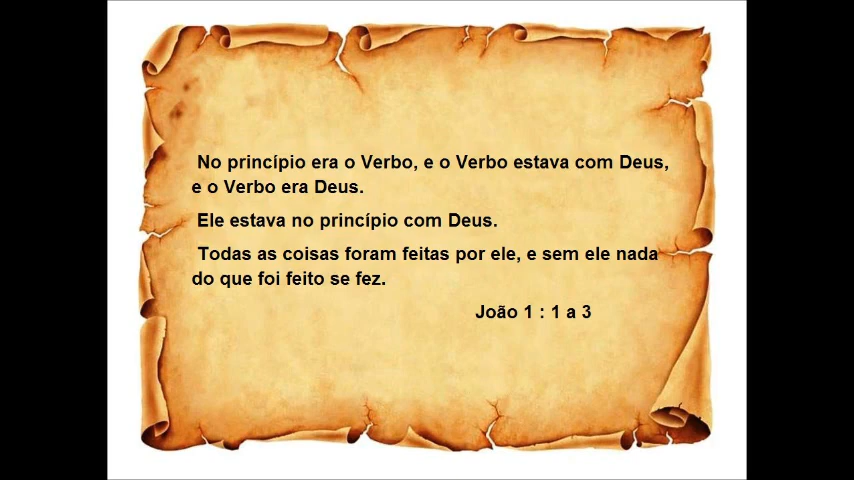 No princípio era o Verbo, e o Verbo estava com Deus,
e o Verbo era Deus.
Ele estava no princípio com Deus.
Todas as coisas foram feitas por ele, e sem ele nada
do que foi feito se fez.
João 1 : 1 a 3